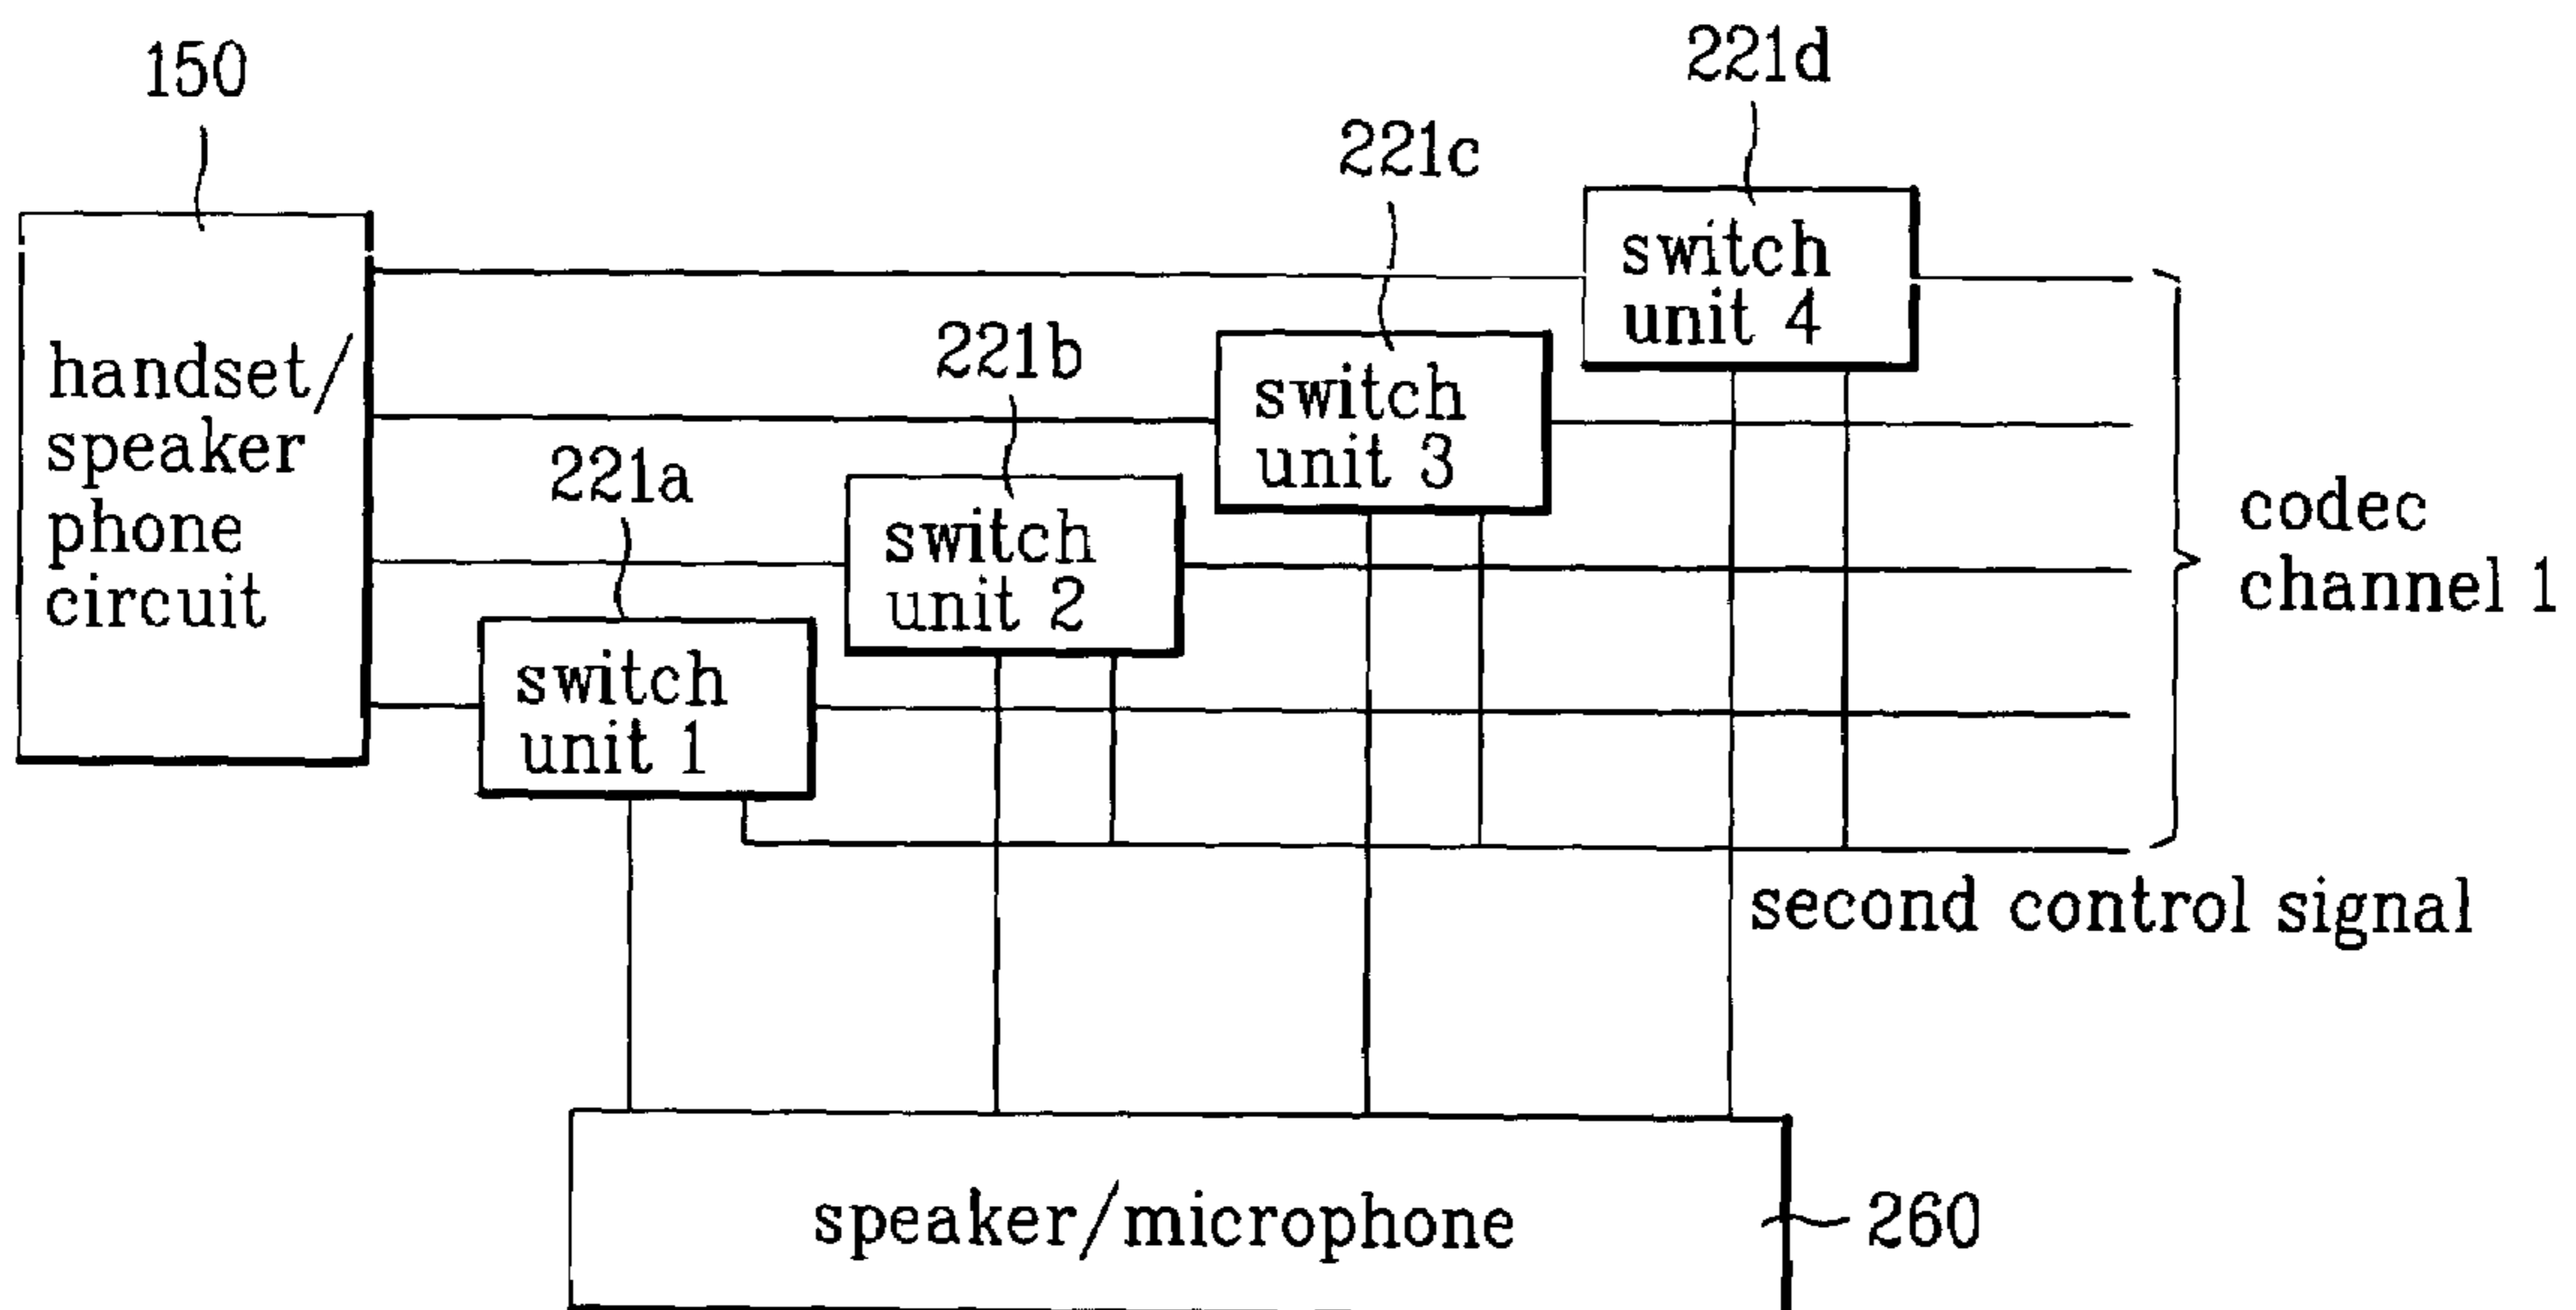 150
221d
221c
221b
221a
handset/
speaker
phone
circuit
switch
unit 4
switch
unit 3
switch
unit 2
switch
unit 1
codec
channel 1
second control signal
speaker/microphone
260